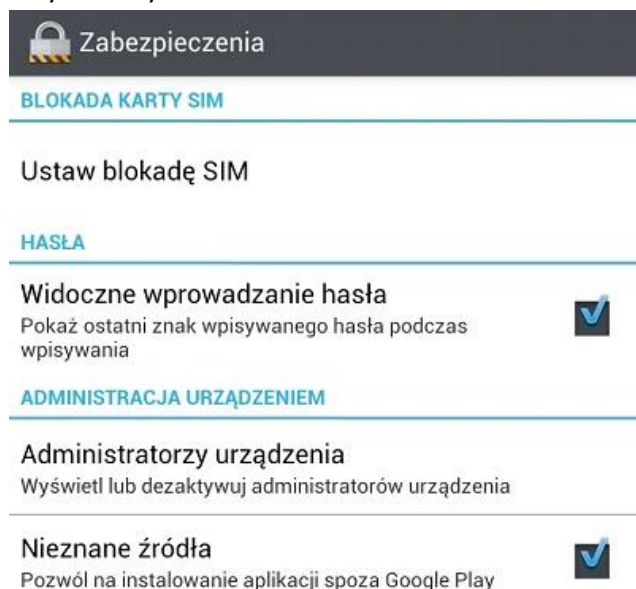 Zabezpieczenia
BLOKADA KARTY SIM
Ustaw blokadę SIM
HASŁA
Widoczne wprowadzanie hasła
Pokaż ostatni znak wpisywanego hasła podczas
wpisywania
ADMINISTRACJA URZĄDZENIEM
Administratorzy urządzenia
Wyświetl lub dezaktywuj administratorów urządzenia
Nieznane źródła
Pozwól na instalowanie aplikacji spoza Google Play